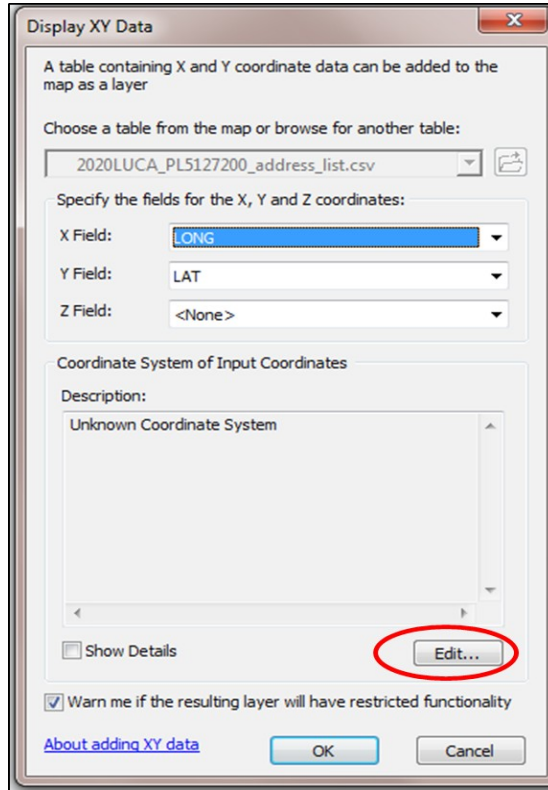 Display XY Data
A table containing X and Y coordinate data can be added to the
map as a layer
Choose a table from the map or browse for another table:
2020LUCA_PL5127200_address_list.csv
Specify the fields for the X, Y and Z coordinates:
X Field: LONG
Y Field: LAT
Z Field: <None>
Coordinate System of Input Coordinates
Description:
Unknown Coordinate System
Show Details Edit...
Warn me if the resulting layer will have restricted functionality
About adding XY data OK Cancel